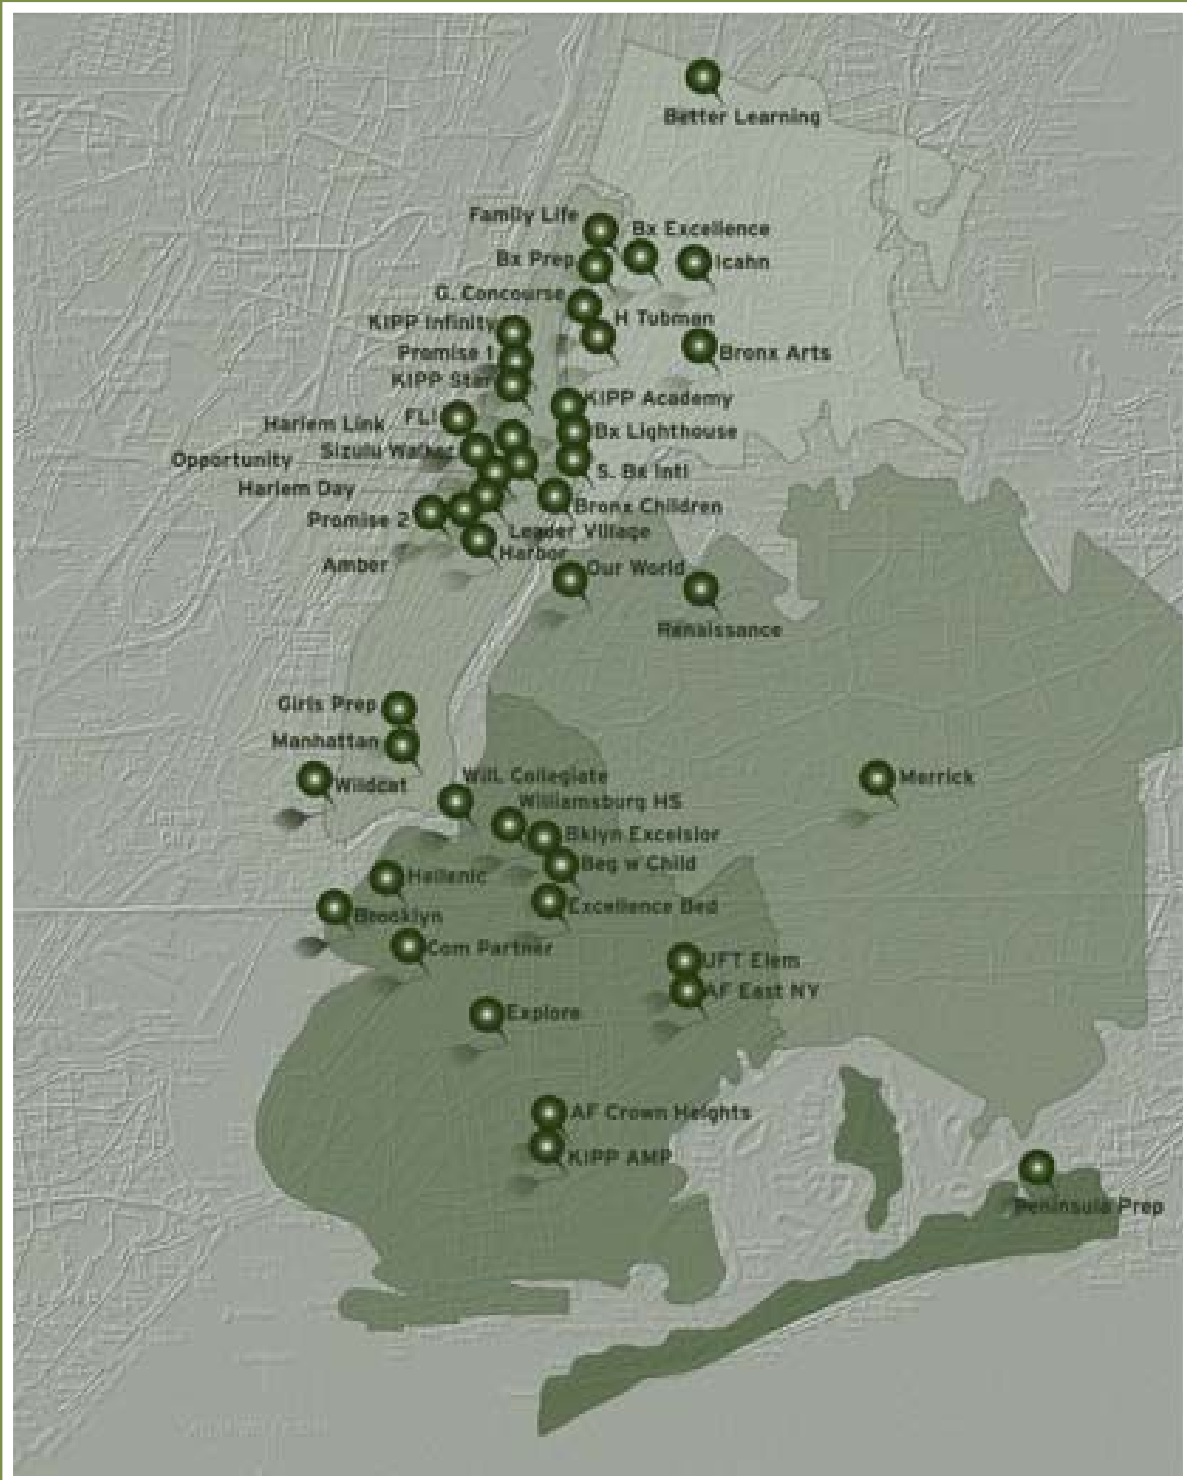 Better Learning
Family Life
Bx Excellence
Bx Prep
Icahn
G. Concourse
H Tubman
KIPP Infinity
Promise 1
Bronx Arts
KIPP Star
KIPP Academy
FLI
Harlem Link
Bx Lighthouse
Sizulu Walker
Opportunity
S. Bx Intl
Harlem Day
Bronx Children
Promise 2
Leader Village
Harbor
Amber
Our World
Renaissance
Girls Prep
Manhattan
Will. Collegiate
Merrick
Wildcat
Williamsburg HS
Jersey
City
Bklyn Excelsior
Beg w Child
Hellenic
Excellence Bed
Brooklyn
Com Partner
UFT Elem
AF East NY
Explore
AF Crown Heights
KIPP AMP
Peninsula Prep